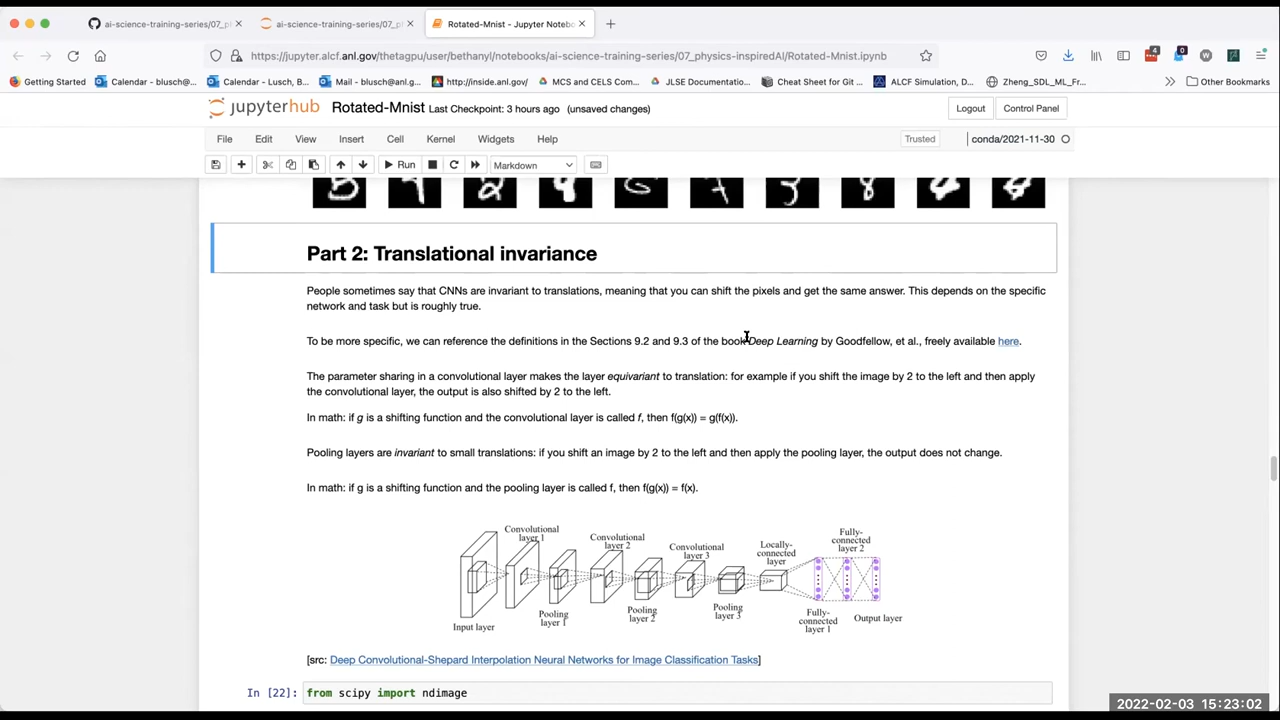 ai-science-training-series/07_pl
ai-science-training-series/07_pl
Rotated-Mnist - Jupyter Notebo
https://jupyter.alcf.anl.gov/thetagpu/user/bethanyl/notebooks/ai-science-training-series/07_physics-inspiredAI/Rotated-Mnist.ipynb
4
0
Getting Started
Calendar - blusch@...
Calendar - Lusch, B...
Mail - blusch@anl.g...
http://inside.anl.gov/
MCS and CELS Com...
JLSE Documentatio...
Cheat Sheet for Git ...
ALCF Simulation, D...
Zheng_SDL_ML_Fr...
Other Bookmarks
jupyterhub
Rotated-Mnist Last Checkpoint: 3 hours ago (unsaved changes)
Logout
Control Panel
File Edit View Insert Cell Kernel Widgets Help
Trusted
conda/2021-11-30
Run
Markdown
Part 2: Translational invariance
People sometimes say that CNNs are invariant to translations, meaning that you can shift the pixels and get the same answer. This depends on the specific
network and task but is roughly true.
To be more specific, we can reference the definitions in the Sections 9.2 and 9.3 of the book Deep Learning by Goodfellow, et al., freely available here.
The parameter sharing in a convolutional layer makes the layer equivariant to translation: for example if you shift the image by 2 to the left and then apply
the convolutional layer, the output is also shifted by 2 to the left.
In math: if g is a shifting function and the convolutional layer is called f, then f(g(x)) = g(f(x)).
Pooling layers are invariant to small translations: if you shift an image by 2 to the left and then apply the pooling layer, the output does not change.
In math: if g is a shifting function and the pooling layer is called f, then f(g(x)) = f(x).
Convolutional
layer 1
Convolutional
layer 2
Convolutional
layer 3
Locally-
connected
layer
Fully-
connected
layer 2
Input layer
Pooling
layer 1
Pooling
layer 2
Pooling
layer 3
Fully-
connected
layer 1
Output layer
[src: Deep Convolutional-Shepard Interpolation Neural Networks for Image Classification Tasks]
In [22]: from scipy import ndimage
2022-02-03 15:23:02